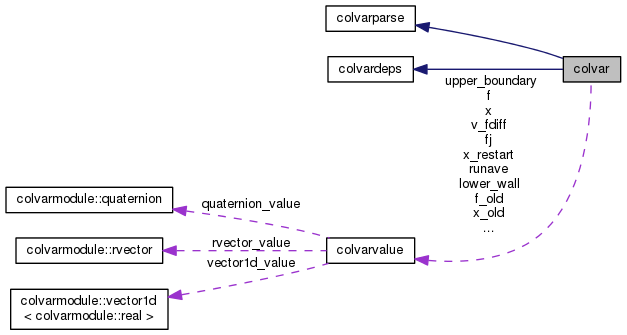 colvarparse
colvardeps
colvar
upper_boundary
f
x
v_fdiff
fj
x_restart
runave
lower_wall
f_old
x_old
...
colvarmodule::quaternion
quaternion_value
colvarmodule::rvector
rvector_value
colvarvalue
vector1d_value
colvarmodule::vector1d
< colvarmodule::real >